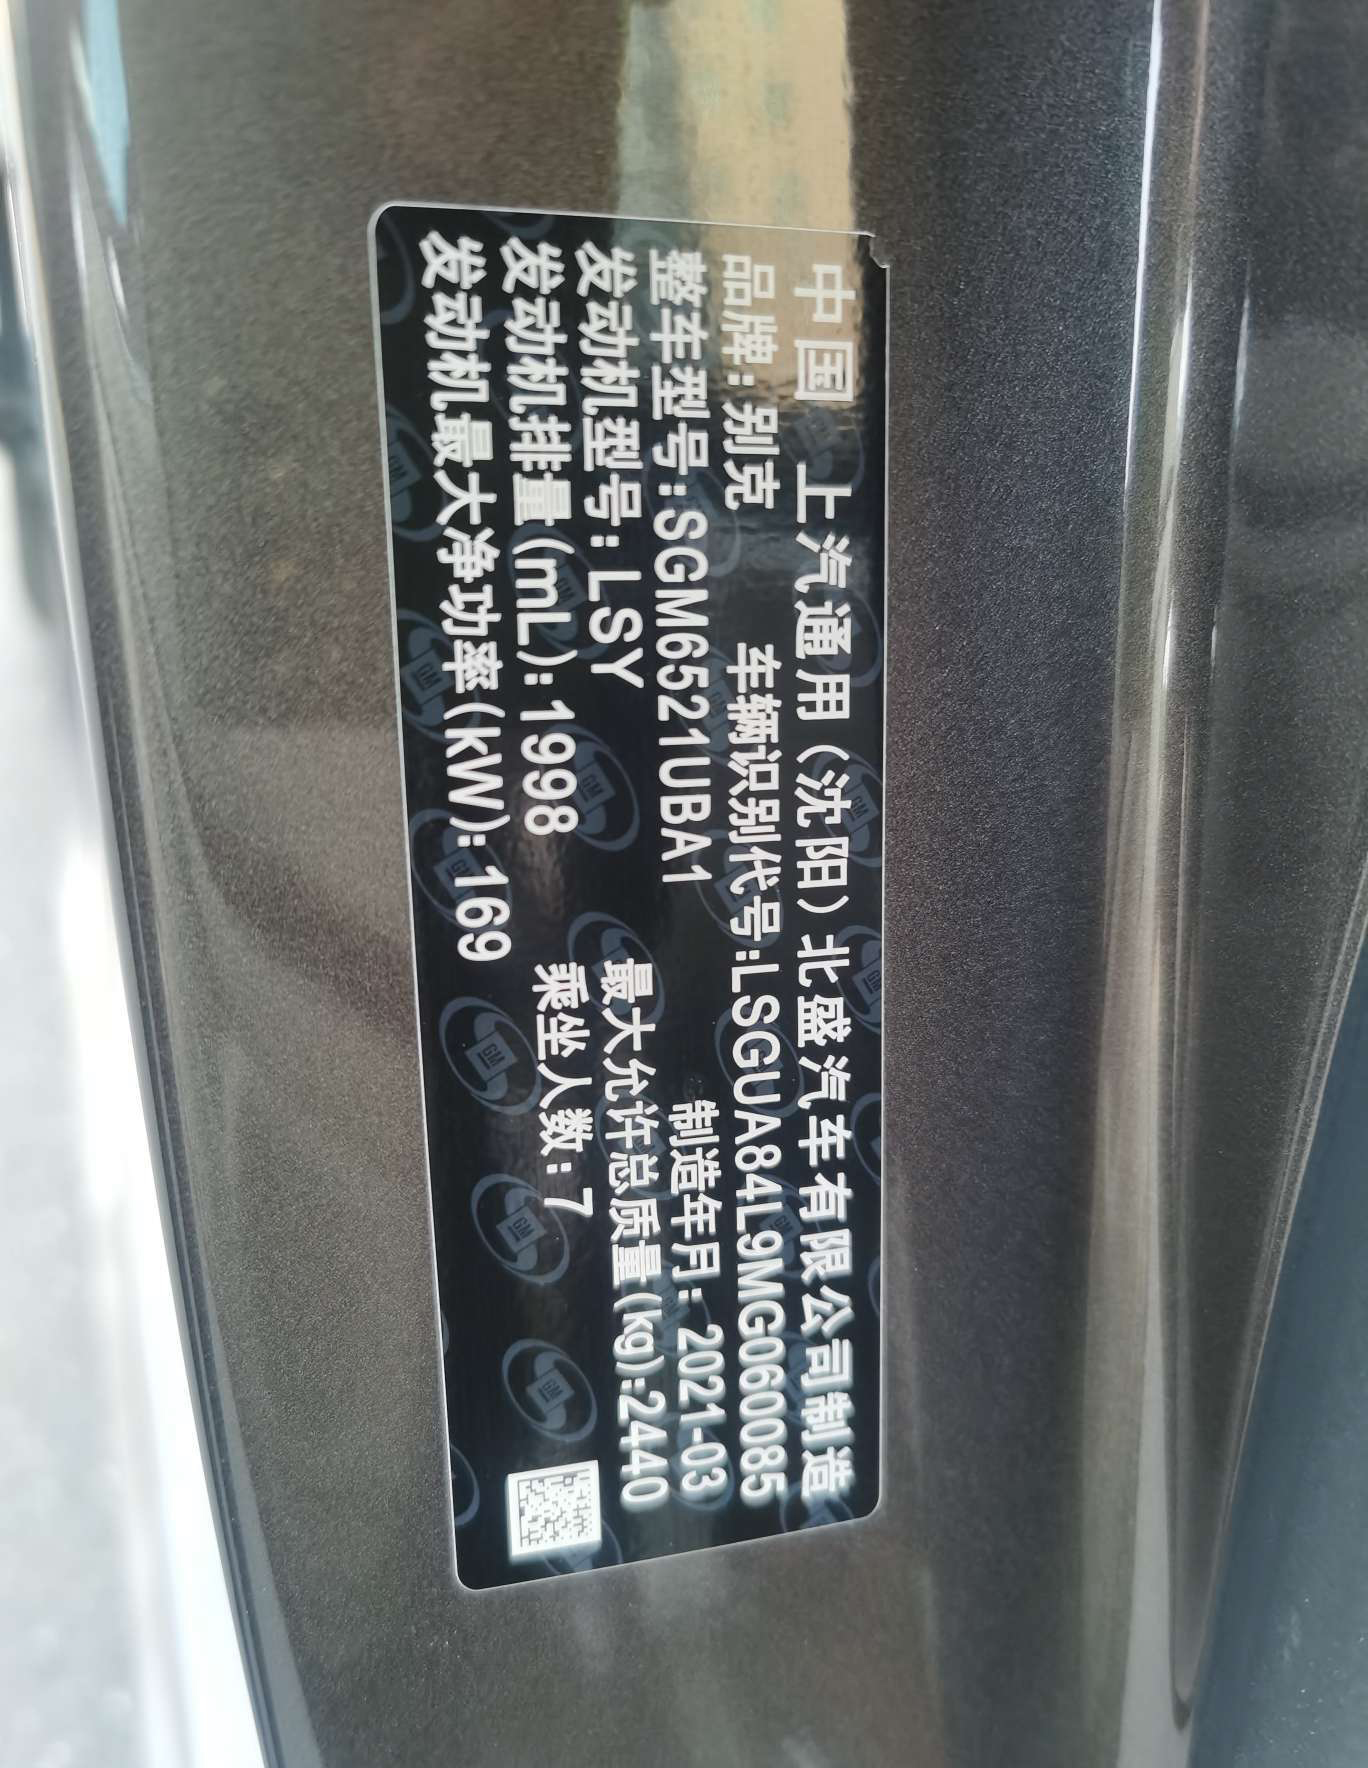 中国 上汽通用(沈阳)北盛汽车有限公司制造
品牌:别克 车辆识别代号:LSGUA84L9MG060085
整车型号:SGM6521UBA1 制造年月: 2021-03
发动机型号: LSY 最大允许总质量(kg):2440
发动机排量(mL):1998 乘坐人数: 7
发动机最大净功率(kW):169